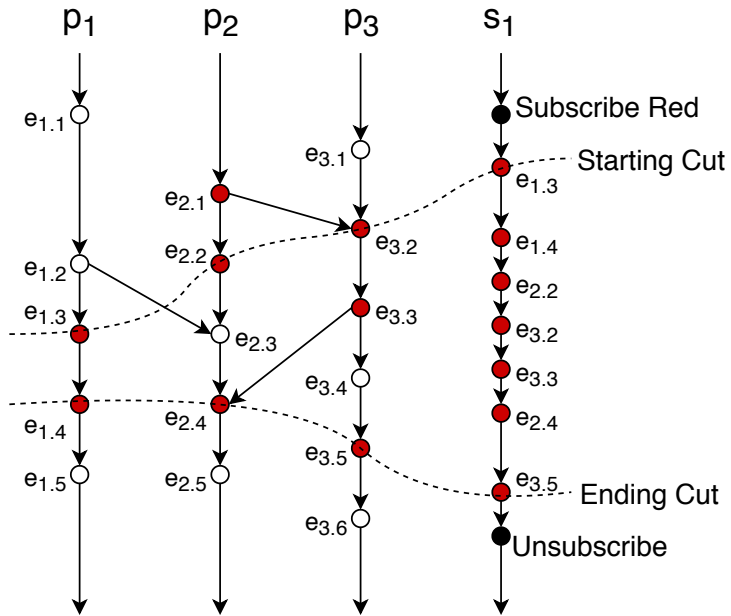 p1 p2 p3 s1
e1.1
Subscribe Red
e3.1
Starting Cut
e1.3
e2.1
e3.2
e1.4
e2.2
e1.2
e2.2
e1.3
e2.3
e3.3
e3.2
e3.4
e3.3
e1.4
e2.4
e2.4
e3.5
e1.5
e2.5
e3.5
Ending Cut
e3.6
Unsubscribe